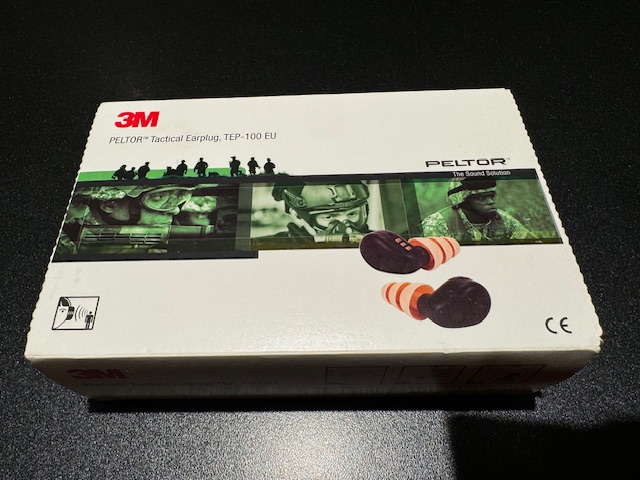 3M
PELTOR™ Tactical Earplug, TEP-100 EU
PELTOR™
The Sound Solution
CE
3M